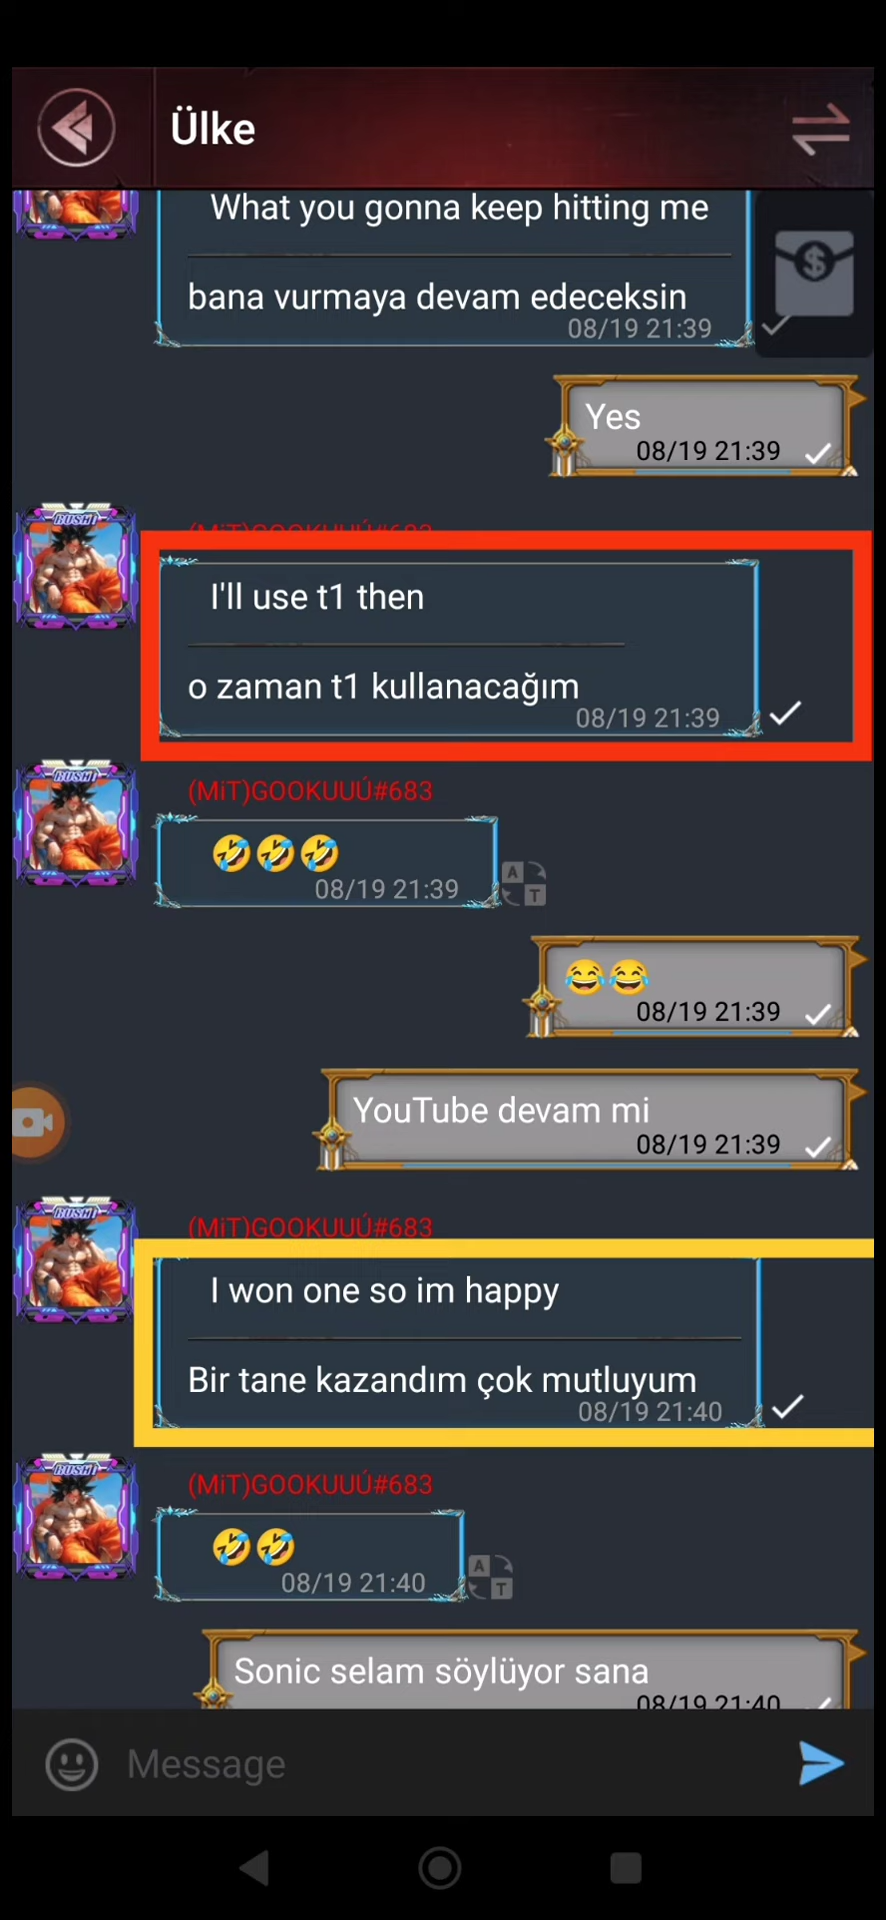 Ülke
What you gonna keep hitting me
bana vurmaya devam edeceksin
08/19 21:39
Yes
08/19 21:39
(MiT)GOOKUUÚ#683
I'll use t1 then
o zaman t1 kullanacağım
08/19 21:39
(MiT)GOOKUUÚ#683
🤣🤣🤣
08/19 21:39
😂😂
08/19 21:39
YouTube devam mi
08/19 21:39
(MiT)GOOKUUÚ#683
I won one so im happy
Bir tane kazandım çok mutluyum
08/19 21:40
(MiT)GOOKUUÚ#683
🤣🤣
08/19 21:40
Sonic selam söylüyor sana
08/19 21:40
Message